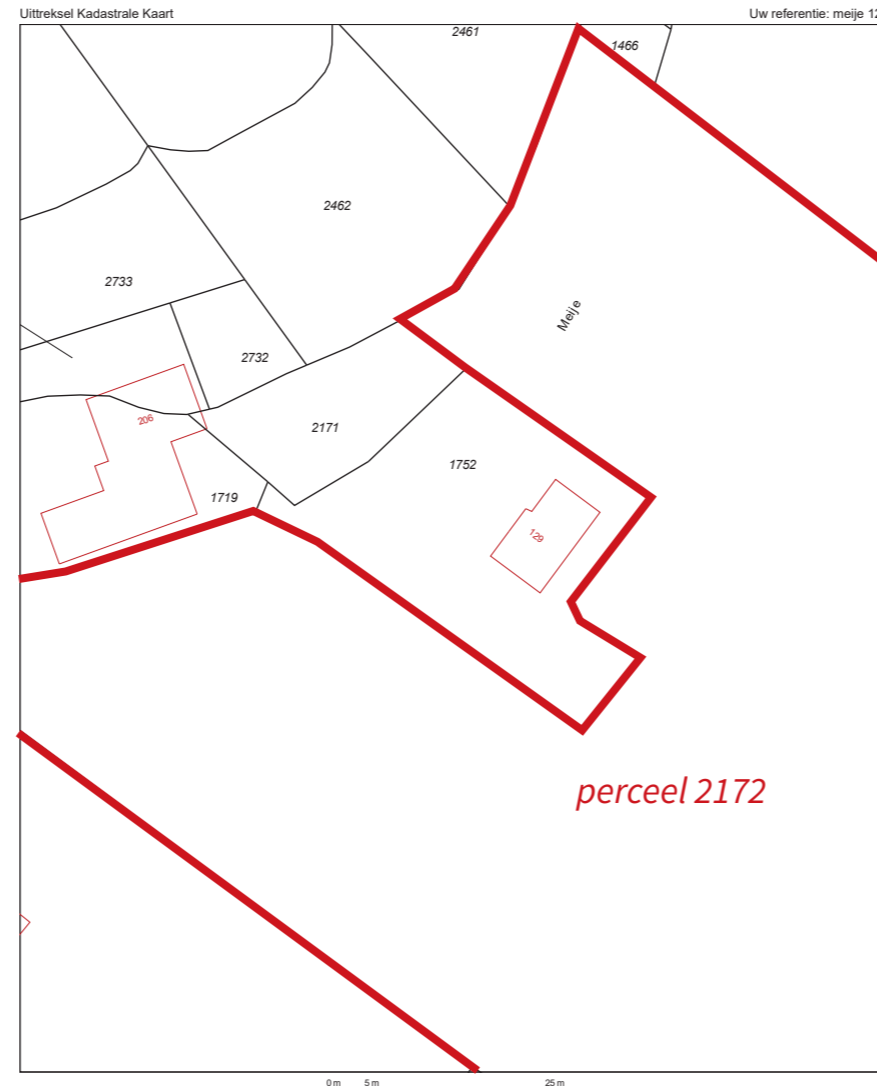 Uittreksel Kadastrale Kaart
Uw referentie: meije 12
2461
1466
2462
2733
Meije
2732
206
2171
1752
1719
129
perceel 2172
0 m 5 m 25 m